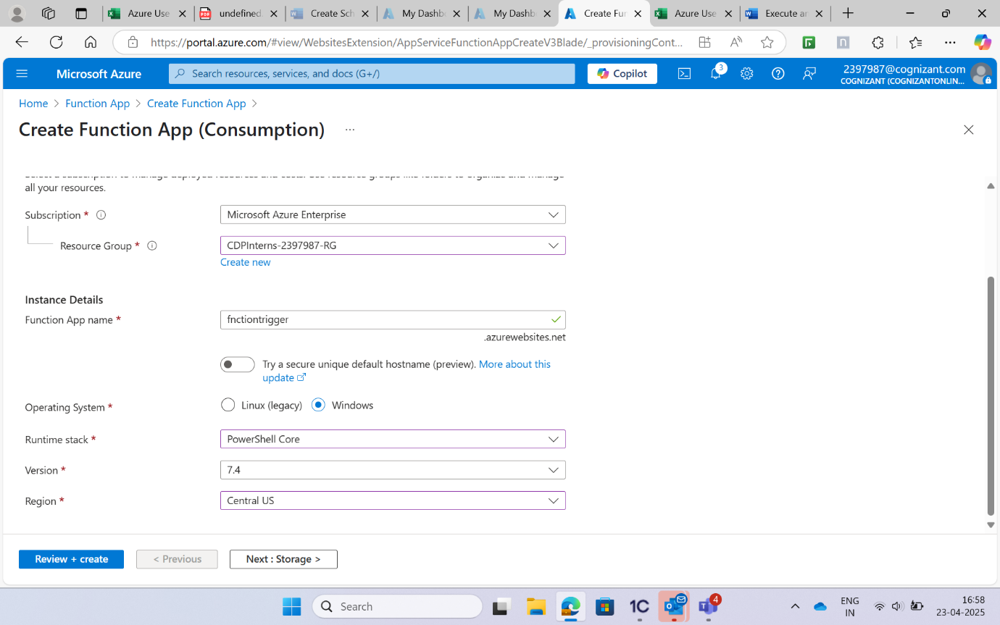 Azure Use
undefined.
Create Sch
My Dashb
My Dashb
Create Fun
Azure Use
Execute an
https://portal.azure.com/#view/WebsitesExtension/AppServiceFunctionAppCreateV3Blade/_provisioningCont...
Microsoft Azure
Search resources, services, and docs (G+/)
Copilot
3
2397987@cognizant.com
COGNIZANT (COGNIZANTONLIN...
Home > Function App > Create Function App >
Create Function App (Consumption) ...
Select a subscription to manage deployed resources and costs. Use resource groups like folders to organize and manage
all your resources.
Subscription *
Microsoft Azure Enterprise
Resource Group *
CDPInterns-2397987-RG
Create new
Instance Details
Function App name *
fnctiontrigger
.azurewebsites.net
Try a secure unique default hostname (preview). More about this
update
Operating System *
Linux (legacy)
Windows
Runtime stack *
PowerShell Core
Version *
7.4
Region *
Central US
Review + create
< Previous
Next : Storage >
Search
1C
4
ENG
IN
16:58
23-04-2025